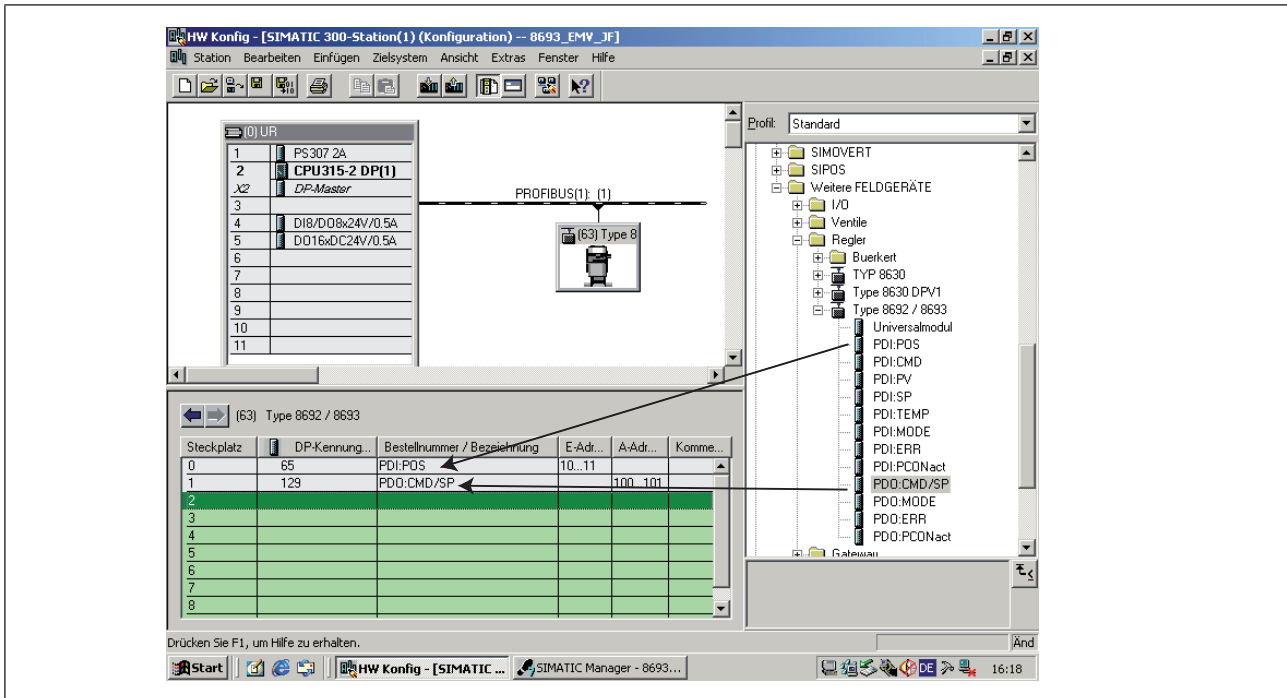 HW Konfig - [SIMATIC 300-Station(1) (Konfiguration) -- 8693_EMV_JF]
Station Bearbeiten Einfügen Zielsystem Ansicht Extras Fenster Hilfe
(0) UR
1 PS307 2A
2 CPU315-2 DP(1)
X2 DP-Master
3
4 DI8/DO8x24V/0.5A
5 DO16xDC24V/0.5A
6
7
8
9
10
11
PROFIBUS(1): (1)
(63) Type 8
Profil: Standard
SIMOVERT
SIPOS
Weitere FELDGERÄTE
I/O
Ventile
Regler
Buerkert
TYP 8630
Type 8630 DPV1
Type 8692 / 8693
Universalmodul
PDI:POS
PDI:CMD
PDI:PV
PDI:SP
PDI:TEMP
PDI:MODE
PDI:ERR
PDI:PCONact
PDO:CMD/SP
PDO:MODE
PDO:ERR
PDO:PCONact
Gateway
(63) Type 8692 / 8693
Steckplatz DP-Kennung... Bestellnummer / Bezeichnung E-Adr... A-Adr... Komme...
0 65 PDI:POS 10...11
1 129 PDO:CMD/SP 100...101
2
3
4
5
6
7
8
Drücken Sie F1, um Hilfe zu erhalten.
Änd
Start HW Konfig - [SIMATIC ... SIMATIC Manager - 8693... DE 16:18